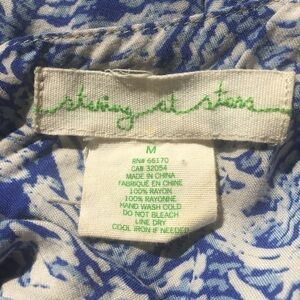 staring at stars
M
RN# 66170
CA# 32054
MADE IN CHINA
FABRIQUÉ EN CHINE
100% RAYON
100% RAYONNE
HAND WASH COLD
DO NOT BLEACH
LINE DRY
COOL IRON IF NEEDED